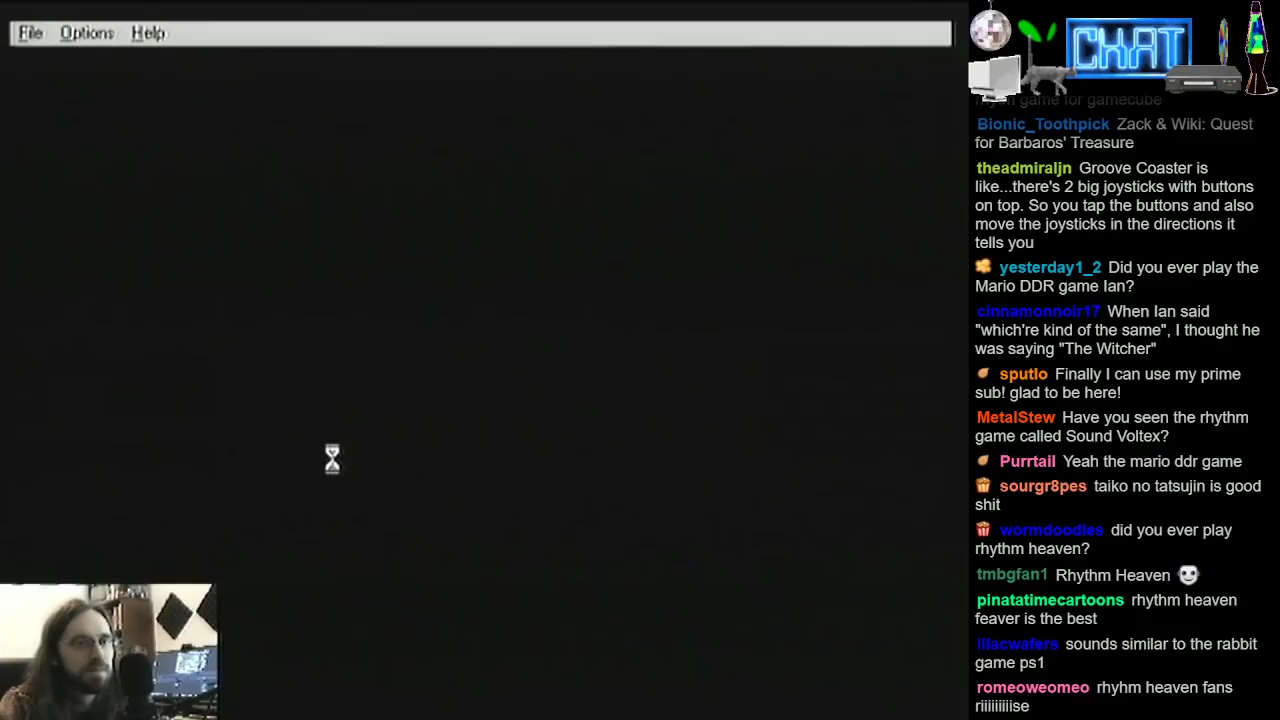 File Options Help
CHAT
rhyth game for gamecube
Bionic_Toothpick Zack & Wiki: Quest
for Barbaros' Treasure
theadmiraljn Groove Coaster is
like...there's 2 big joysticks with buttons
on top. So you tap the buttons and also
move the joysticks in the directions it
tells you
yesterday1_2 Did you ever play the
Mario DDR game Ian?
cinnamonnoir17 When Ian said
"which're kind of the same", I thought he
was saying "The Witcher"
sputlo Finally I can use my prime
sub! glad to be here!
MetalStew Have you seen the rhythm
game called Sound Voltex?
Purrtail Yeah the mario ddr game
sourgr8pes taiko no tatsujin is good
shit
wormdoodles did you ever play
rhythm heaven?
tmbgfan1 Rhythm Heaven
pinatatimecartoons rhythm heaven
feaver is the best
lilacwafers sounds similar to the rabbit
game ps1
romeoweomeo rhyhm heaven fans
riiiiiiiiise